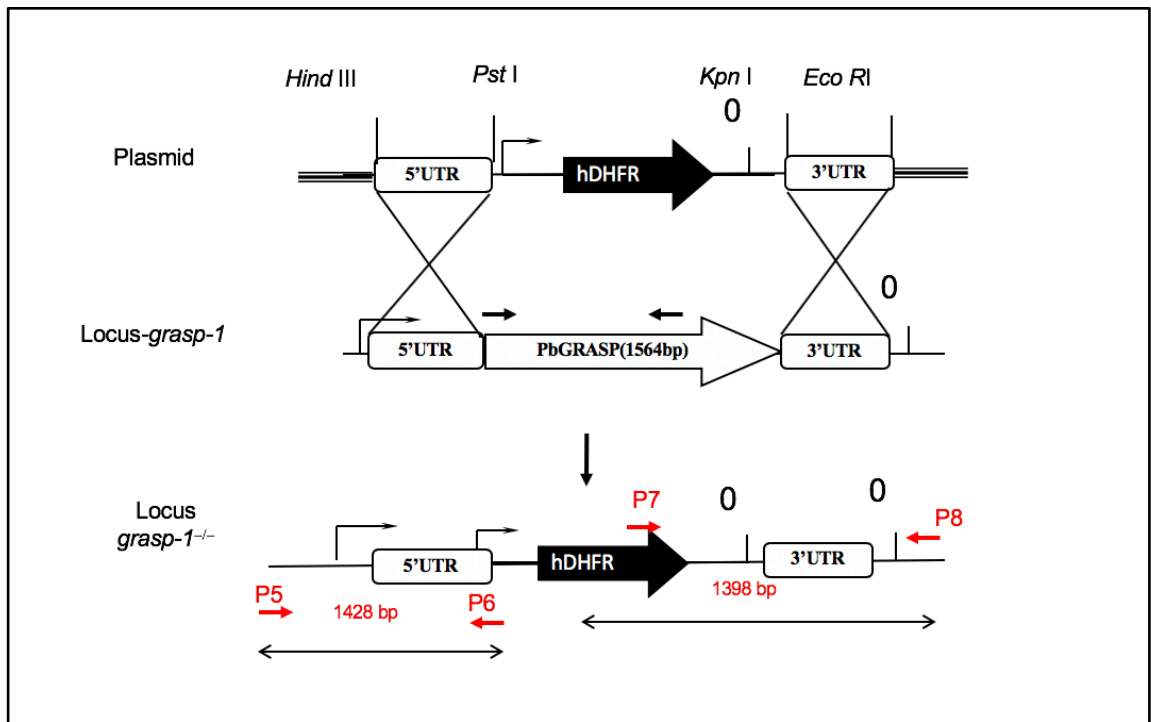 Hind III
Pst I
Kpn I
Eco RI
0
Plasmid
5'UTR
hDHFR
3'UTR
0
Locus-grasp-1
5'UTR
PbGRASP(1564bp)
3'UTR
Locus
grasp-1–/–
P7
0
0
P8
5'UTR
hDHFR
3'UTR
P5
1428 bp
P6
1398 bp